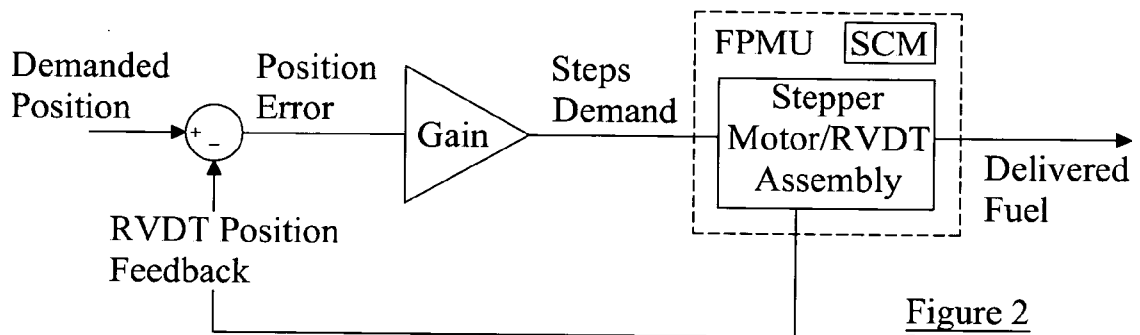 Demanded
Position
Position
Error
Gain
Steps
Demand
FPMU
SCM
Stepper
Motor/RVDT
Assembly
Delivered
Fuel
+
-
RVDT Position
Feedback
Figure 2